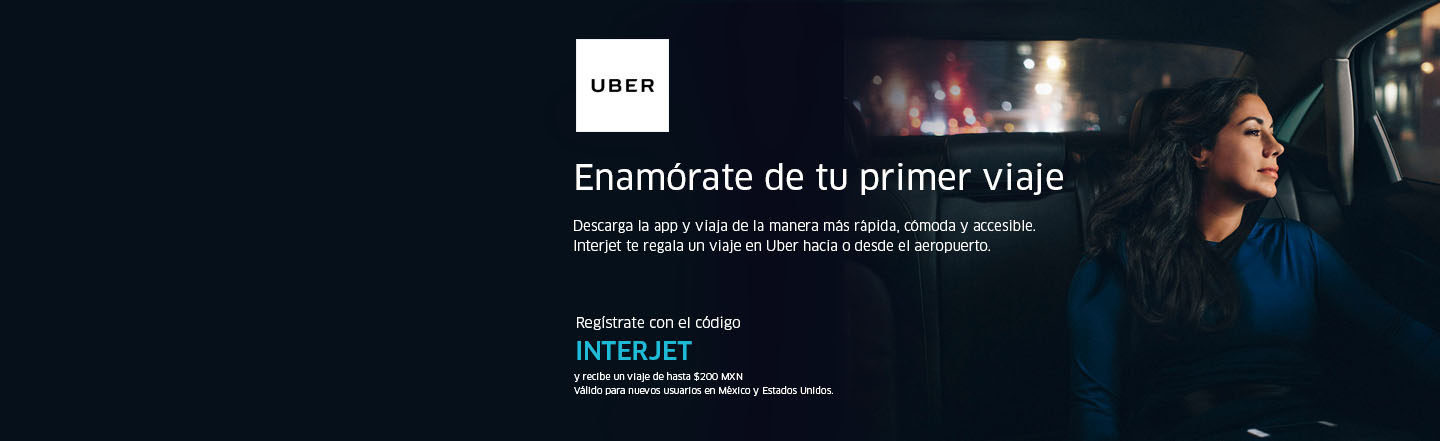 UBER
Enamórate de tu primer viaje
Descarga la app y viaja de la manera más rápida, cómoda y accesible.
Interjet te regala un viaje en Uber hacia o desde el aeropuerto.
Regístrate con el código
INTERJET
y recibe un viaje de hasta $200 MXN
Válido para nuevos usuarios en México y Estados Unidos.